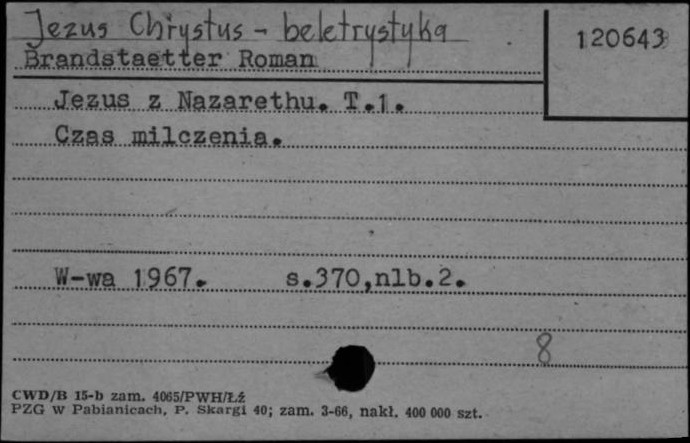 Jezus Chrystus - beletrystyka
120643
Brandstaetter Roman
Jezus z Nazarethu. T.1.
Czas milczenia.
W-wa 1967. s.370,nlb.2.
8
CWD/B 15-b zam. 4065/PWH/Łź
PZG w Pabianicach, P. Skargi 40; zam. 3-66, nakł. 400 000 szt.